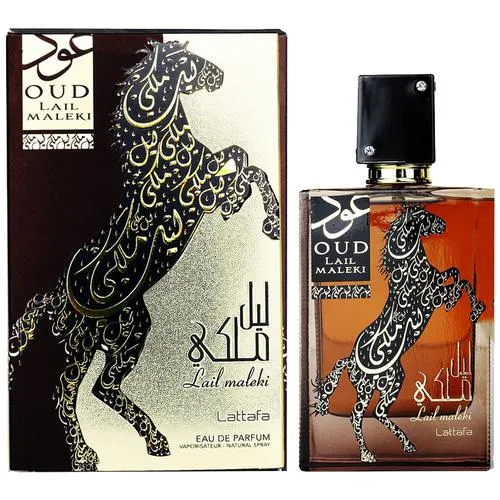 عود
OUD
LAIL
MALEKI
ليل
ملكي
Lail maleki
Lattafa
EAU DE PARFUM
VAPORISATEUR - NATURAL SPRAY
عود
OUD
LAIL
MALEKI
ليل
ملكي
Lail maleki
Lattafa